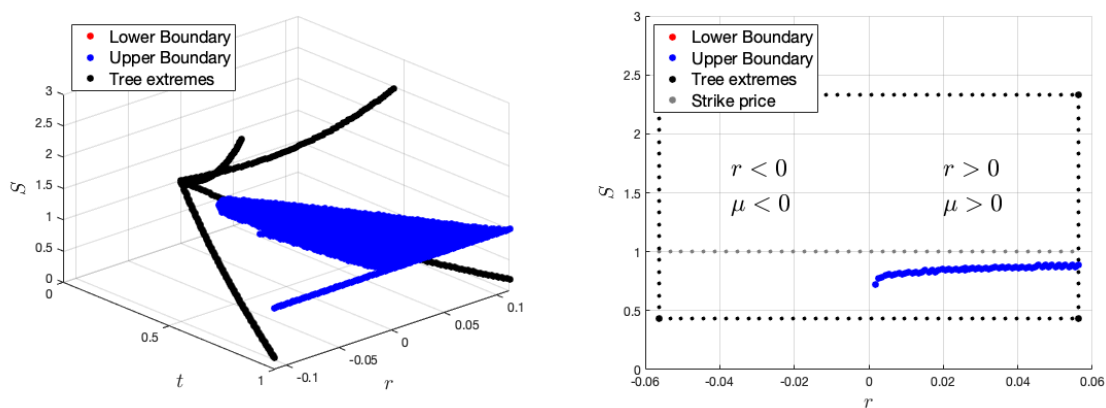 Lower Boundary
Upper Boundary
Tree extremes
3
2.5
2
1.5
1
0.5
0
S
0
0.5
1
t
-0.1
-0.05
0
0.05
0.1
r
Lower Boundary
Upper Boundary
Tree extremes
Strike price
3
2.5
2
1.5
1
0.5
0
S
r < 0
r > 0
μ < 0
μ > 0
-0.06
-0.04
-0.02
0
0.02
0.04
0.06
r